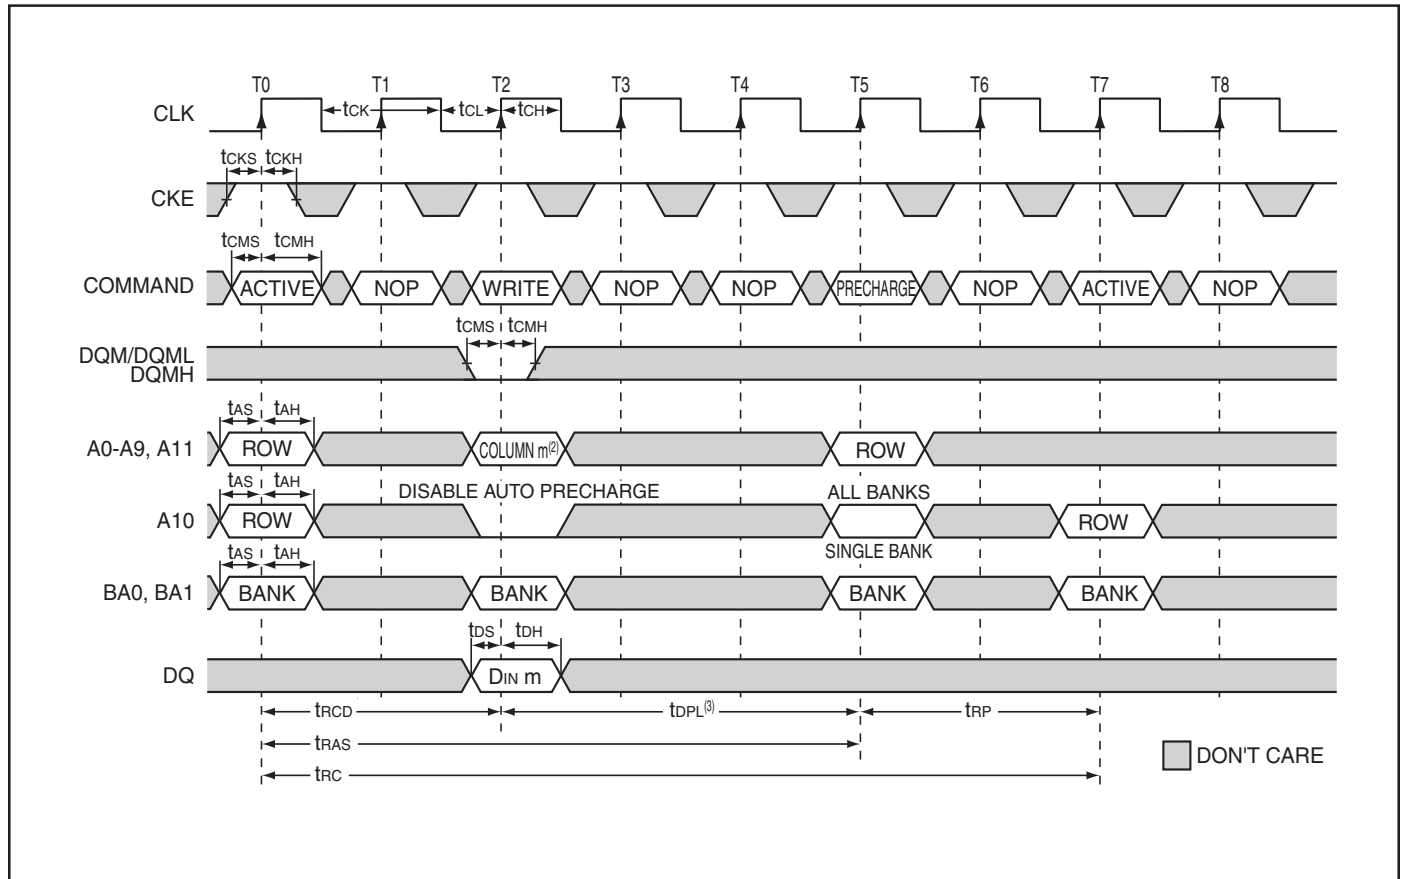 T0 T1 T2 T3 T4 T5 T6 T7 T8
CLK tCK tCL tCH
tCKS tCKH
CKE
tCMS tCMH
COMMAND ACTIVE NOP WRITE NOP NOP PRECHARGE NOP ACTIVE NOP
tCMS tCMH
DQM/DQML
DQMH
tAS tAH
A0-A9, A11 ROW COLUMN m(2) ROW
tAS tAH DISABLE AUTO PRECHARGE ALL BANKS
A10 ROW ROW
tAS tAH SINGLE BANK
BA0, BA1 BANK BANK BANK BANK
tDS tDH
DQ DIN m
tRCD tDPL(3) tRP
tRAS
tRC
DON'T CARE